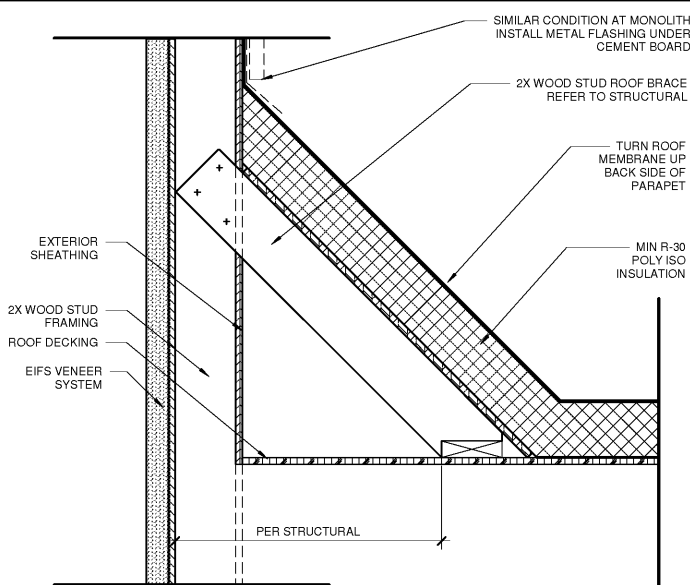 SIMILAR CONDITION AT MONOLITH
INSTALL METAL FLASHING UNDER
CEMENT BOARD
2X WOOD STUD ROOF BRACE
REFER TO STRUCTURAL
TURN ROOF
MEMBRANE UP
BACK SIDE OF
PARAPET
EXTERIOR
SHEATHING
MIN R-30
POLY ISO
INSULATION
2X WOOD STUD
FRAMING
ROOF DECKING
EIFS VENEER
SYSTEM
PER STRUCTURAL